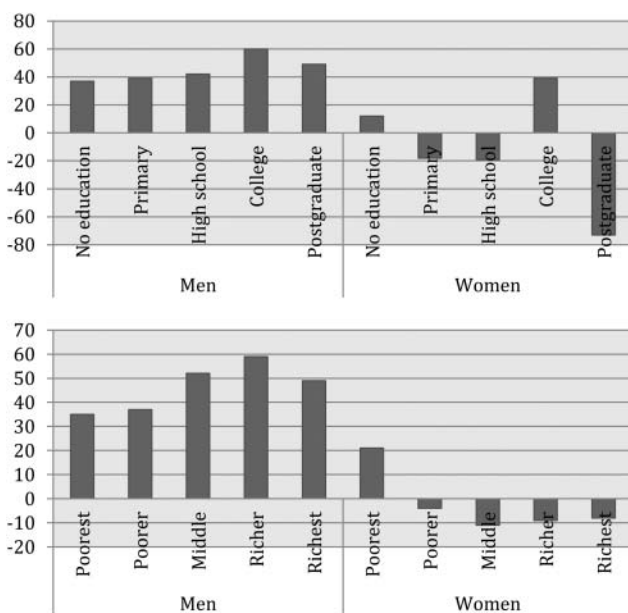 80
60
40
20
0
-20
-40
-60
-80
No education
Primary
High school
College
Postgraduate
No education
Primary
High school
College
Postgraduate
Men
Women
70
60
50
40
30
20
10
0
-10
-20
Poorest
Poorer
Middle
Richer
Richest
Poorest
Poorer
Middle
Richer
Richest
Men
Women